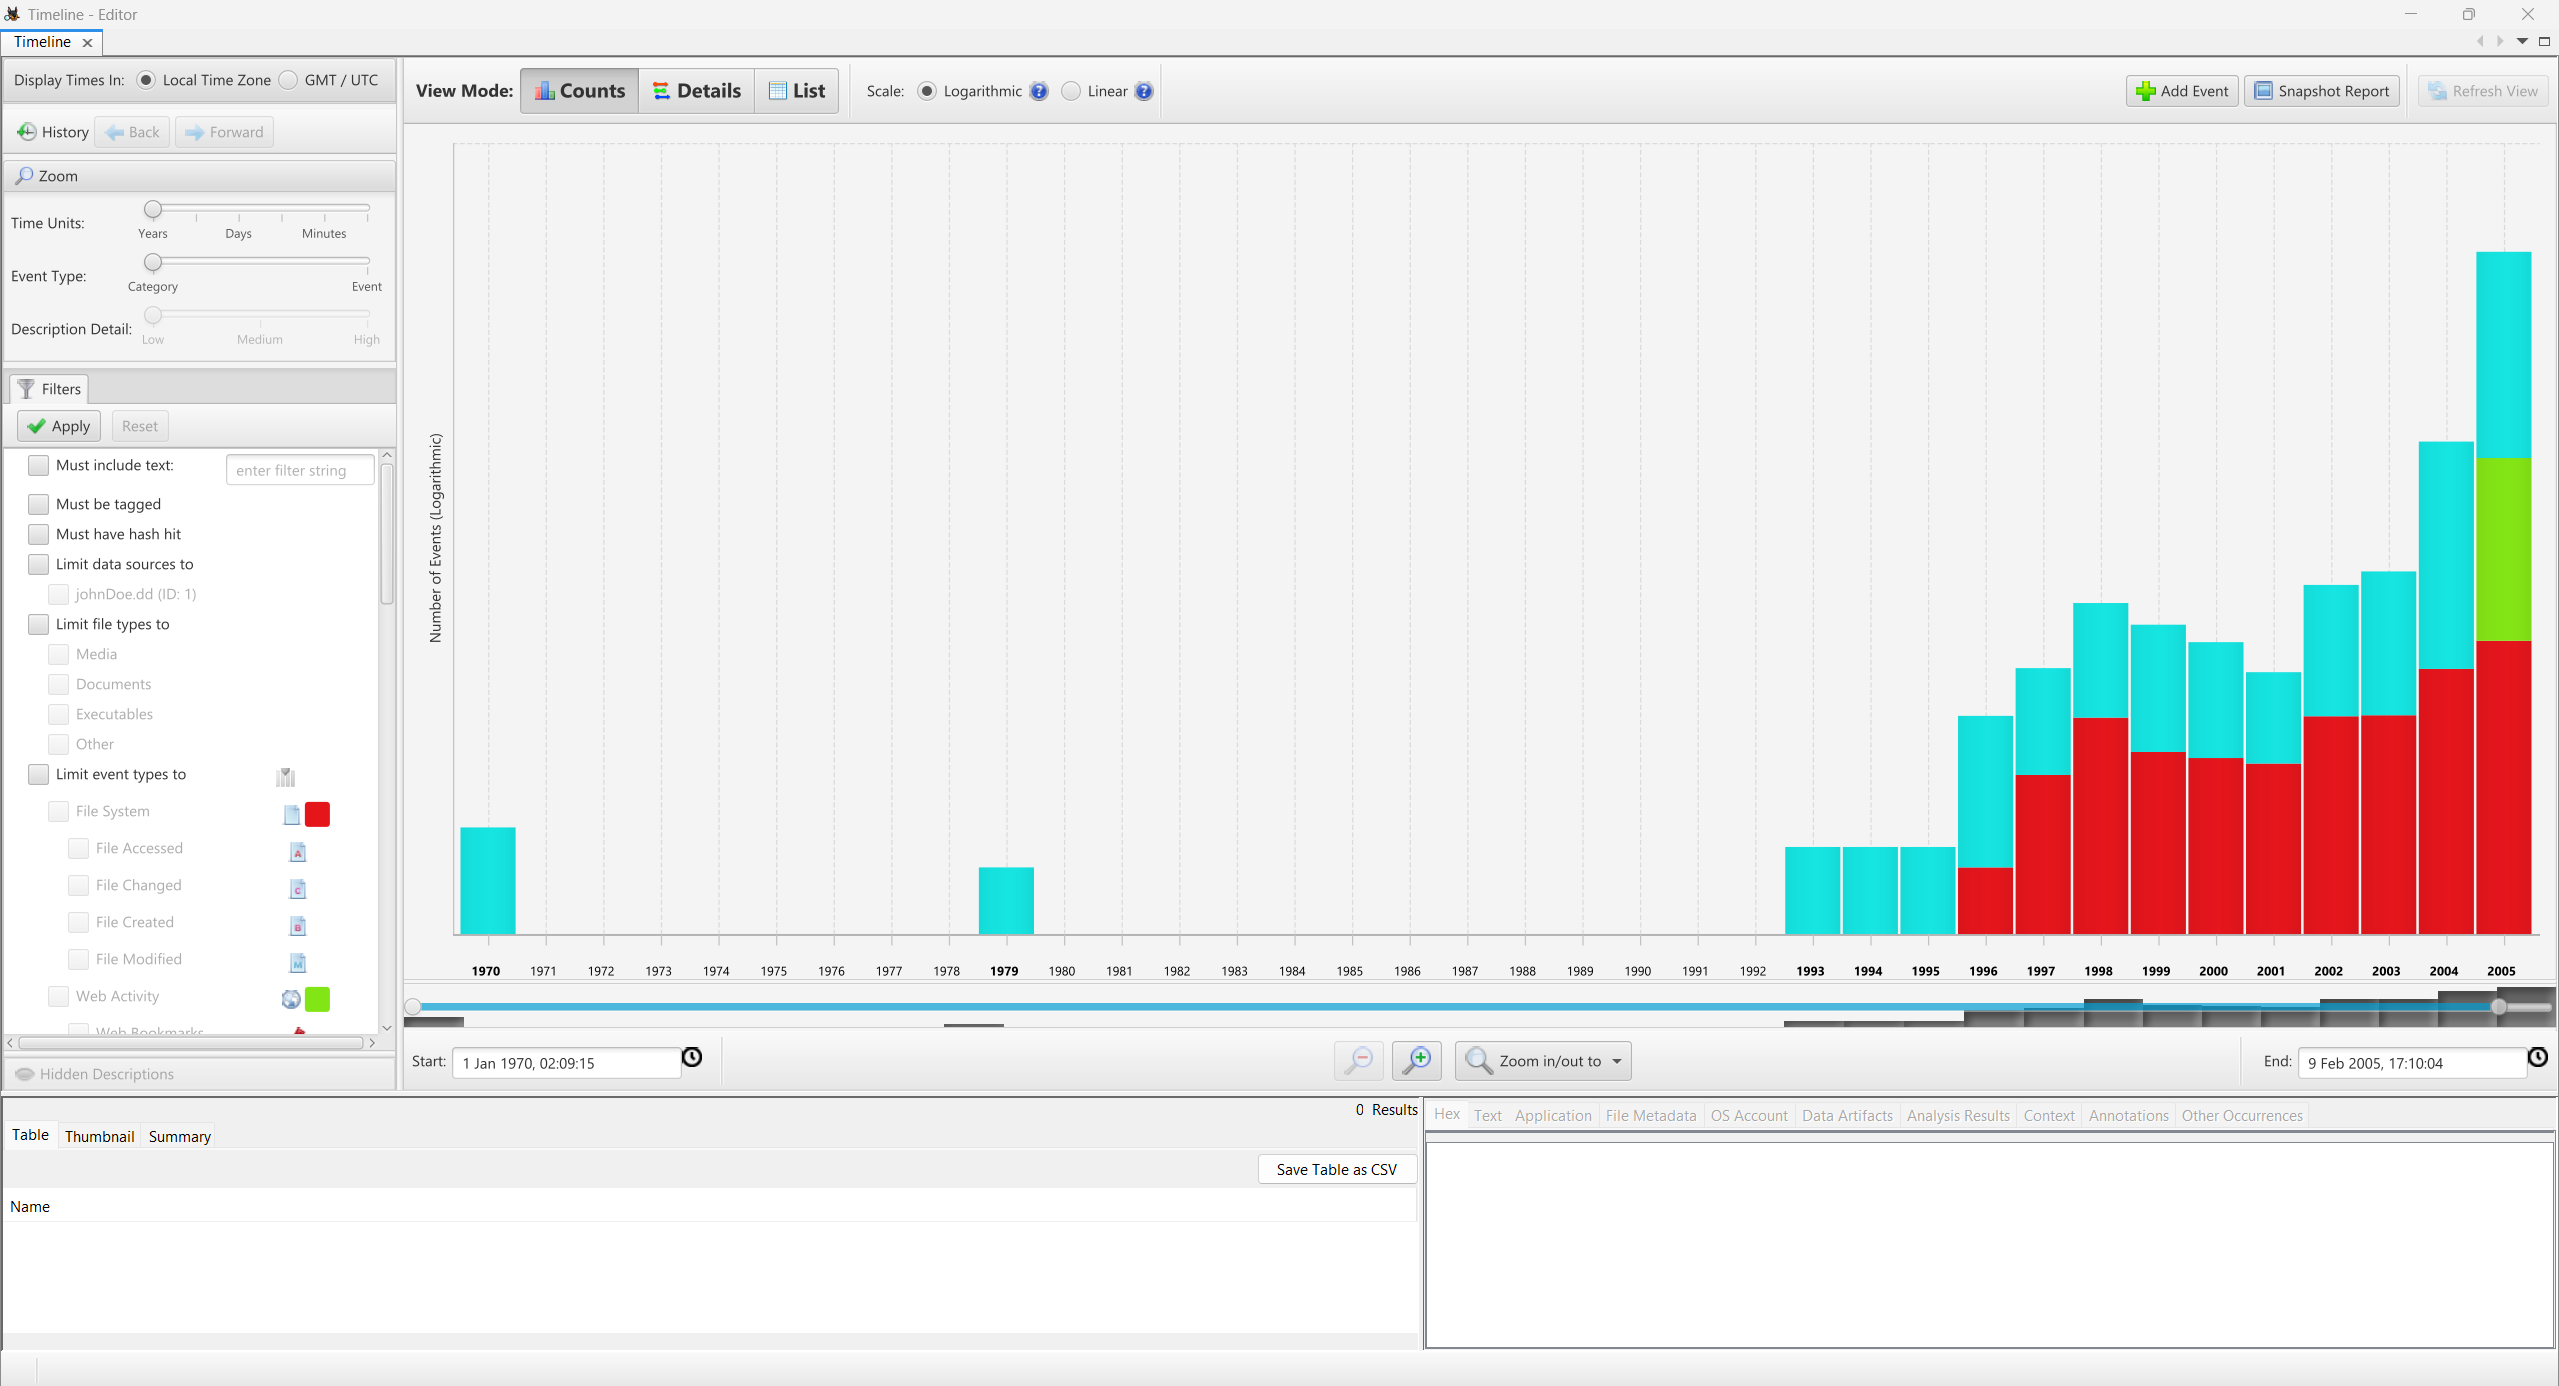 Timeline - Editor
Timeline
Display Times In: Local Time Zone GMT / UTC
History Back Forward
Zoom
Time Units:
Years Days Minutes
Event Type:
Category Event
Description Detail:
Low Medium High
Filters
Apply Reset
Must include text: enter filter string
Must be tagged
Must have hash hit
Limit data sources to
johnDoe.dd (ID: 1)
Limit file types to
Media
Documents
Executables
Other
Limit event types to
File System
File Accessed
A
File Changed
C
File Created
B
File Modified
M
Web Activity
Web Bookmarks
Hidden Descriptions
View Mode: Counts Details List Scale: Logarithmic ? Linear ? Add Event Snapshot Report Refresh View
Number of Events (Logarithmic)
1970 1971 1972 1973 1974 1975 1976 1977 1978 1979 1980 1981 1982 1983 1984 1985 1986 1987 1988 1989 1990 1991 1992 1993 1994 1995 1996 1997 1998 1999 2000 2001 2002 2003 2004 2005
Start: 1 Jan 1970, 02:09:15 Zoom in/out to End: 9 Feb 2005, 17:10:04
0 Results
Table Thumbnail Summary
Save Table as CSV
Name
Hex Text Application File Metadata OS Account Data Artifacts Analysis Results Context Annotations Other Occurrences